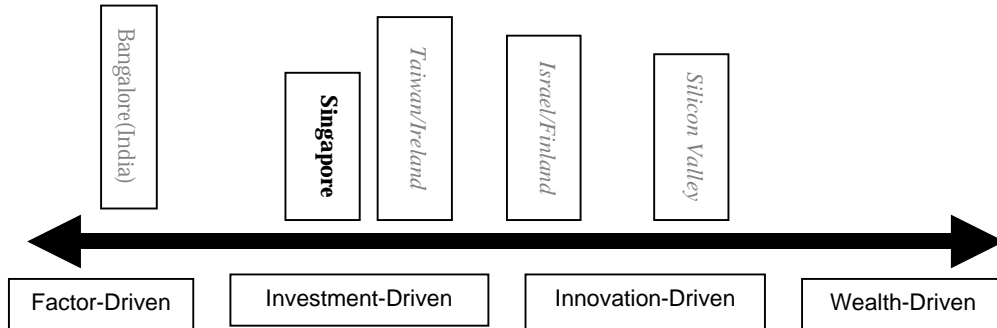 Bangalore(India)
Singapore
Taiwan/Ireland
Israel/Finland
Silicon Valley
Factor-Driven
Investment-Driven
Innovation-Driven
Wealth-Driven